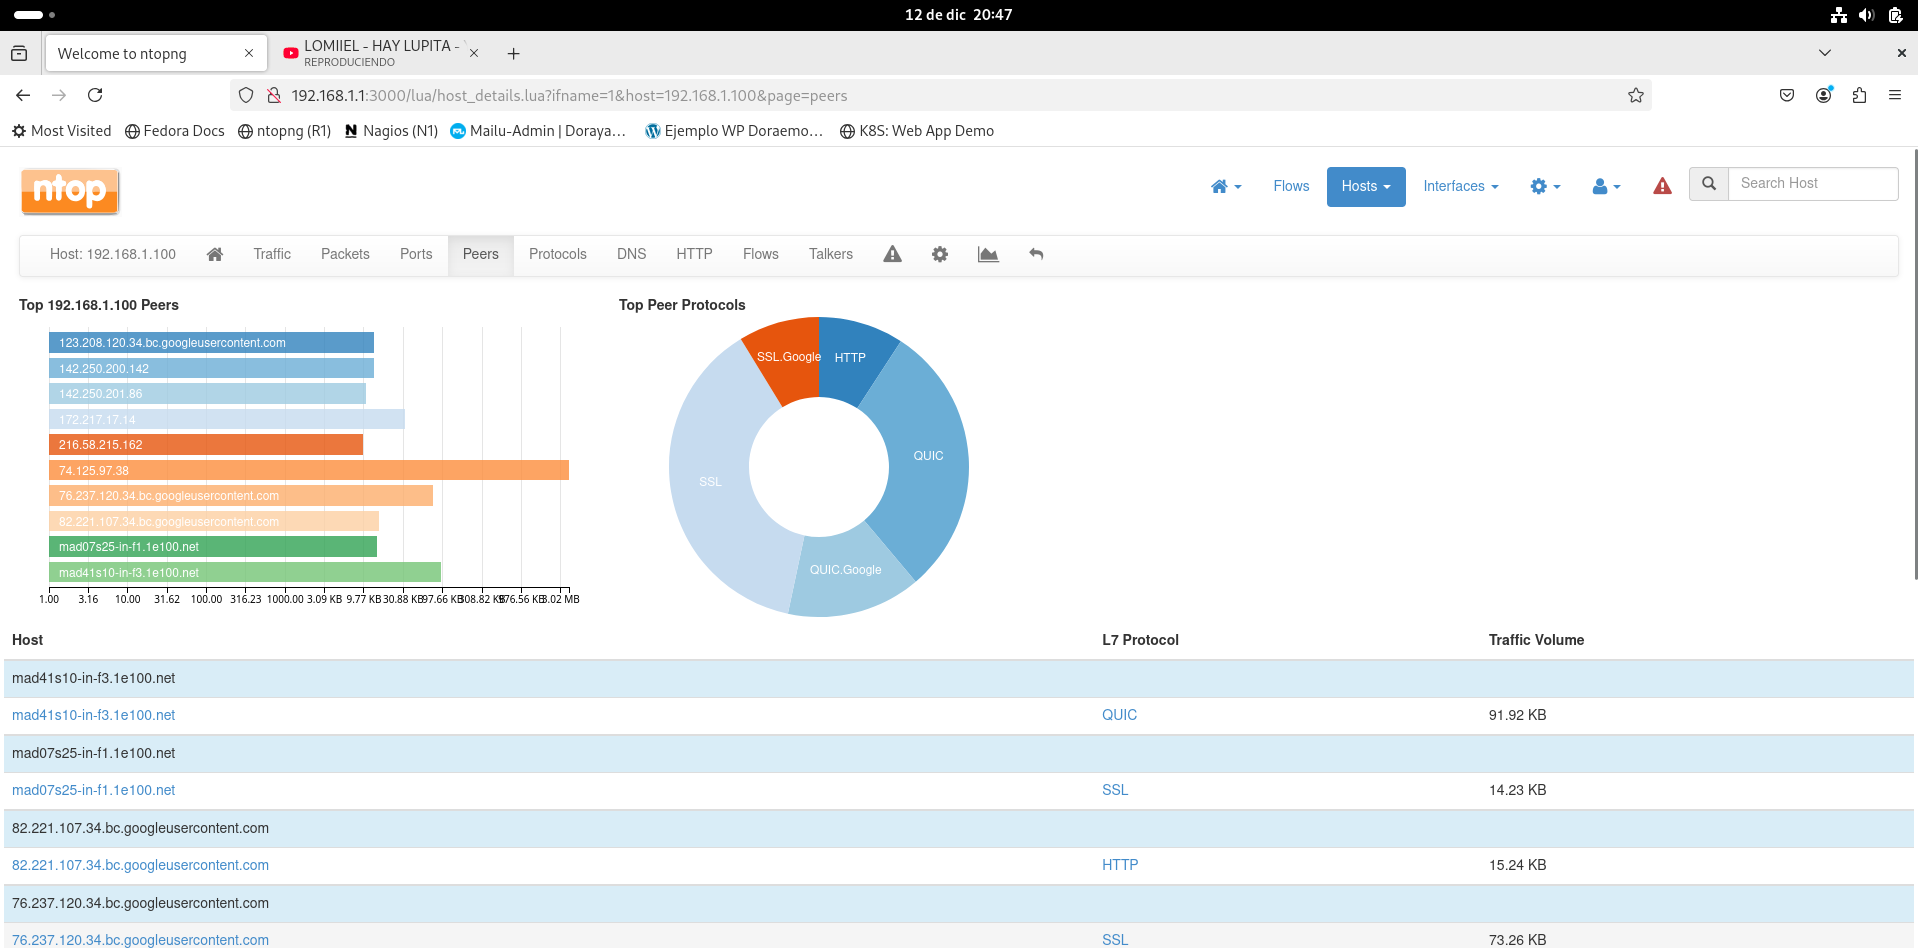 12 de dic 20:47
Welcome to ntopng
LOMIIEL - HAY LUPITA -
REPRODUCIENDO
192.168.1.1:3000/lua/host_details.lua?ifname=1&host=192.168.1.100&page=peers
Most Visited Fedora Docs ntopng (R1) Nagios (N1) Mailu-Admin | Doraya… Ejemplo WP Doraemo… K8S: Web App Demo
ntop
Flows Hosts Interfaces Search Host
Host: 192.168.1.100 Traffic Packets Ports Peers Protocols DNS HTTP Flows Talkers
Top 192.168.1.100 Peers
123.208.120.34.bc.googleusercontent.com
142.250.200.142
142.250.201.86
172.217.17.14
216.58.215.162
74.125.97.38
76.237.120.34.bc.googleusercontent.com
82.221.107.34.bc.googleusercontent.com
mad07s25-in-f1.1e100.net
mad41s10-in-f3.1e100.net
1.00 3.16 10.00 31.62 100.00 316.23 1000.00 3.09 KB 9.77 KB 30.88 KB 97.66 KB 308.82 KB 976.56 KB 3.02 MB
Top Peer Protocols
SSL.Google
HTTP
QUIC
SSL
QUIC.Google
Host L7 Protocol Traffic Volume
mad41s10-in-f3.1e100.net
mad41s10-in-f3.1e100.net QUIC 91.92 KB
mad07s25-in-f1.1e100.net
mad07s25-in-f1.1e100.net SSL 14.23 KB
82.221.107.34.bc.googleusercontent.com
82.221.107.34.bc.googleusercontent.com HTTP 15.24 KB
76.237.120.34.bc.googleusercontent.com
76.237.120.34.bc.googleusercontent.com SSL 73.26 KB